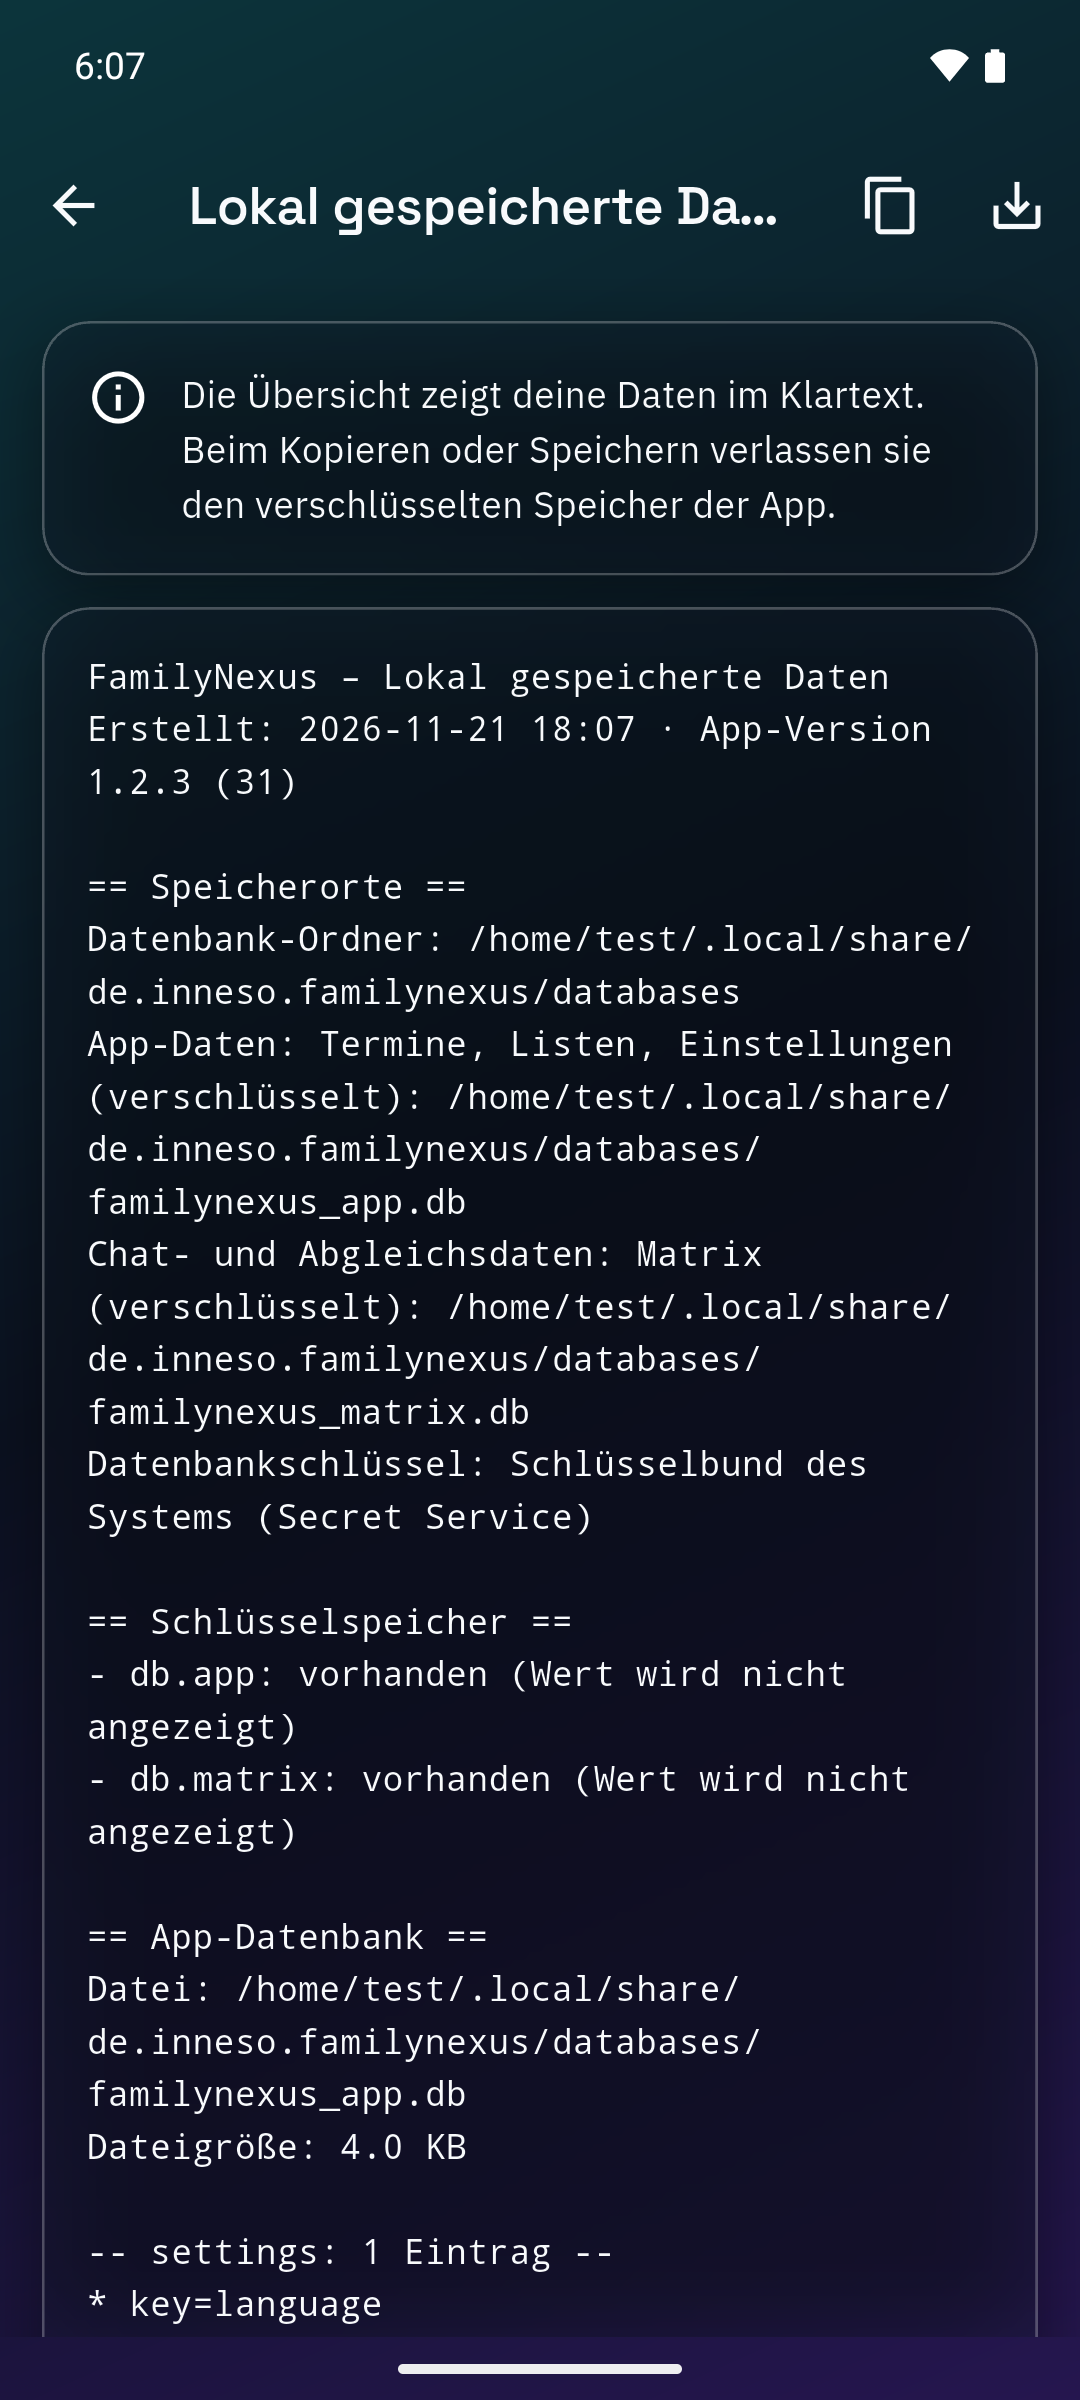 6:07
Lokal gespeicherte Da...
Die Übersicht zeigt deine Daten im Klartext.
Beim Kopieren oder Speichern verlassen sie
den verschlüsselten Speicher der App.
FamilyNexus – Lokal gespeicherte Daten
Erstellt: 2026-11-21 18:07 · App-Version
1.2.3 (31)
== Speicherorte ==
Datenbank-Ordner: /home/test/.local/share/
de.inneso.familynexus/databases
App-Daten: Termine, Listen, Einstellungen
(verschlüsselt): /home/test/.local/share/
de.inneso.familynexus/databases/
familynexus_app.db
Chat- und Abgleichsdaten: Matrix
(verschlüsselt): /home/test/.local/share/
de.inneso.familynexus/databases/
familynexus_matrix.db
Datenbankschlüssel: Schlüsselbund des
Systems (Secret Service)
== Schlüsselspeicher ==
- db.app: vorhanden (Wert wird nicht
angezeigt)
- db.matrix: vorhanden (Wert wird nicht
angezeigt)
== App-Datenbank ==
Datei: /home/test/.local/share/
de.inneso.familynexus/databases/
familynexus_app.db
Dateigröße: 4.0 KB
-- settings: 1 Eintrag --
* key=language